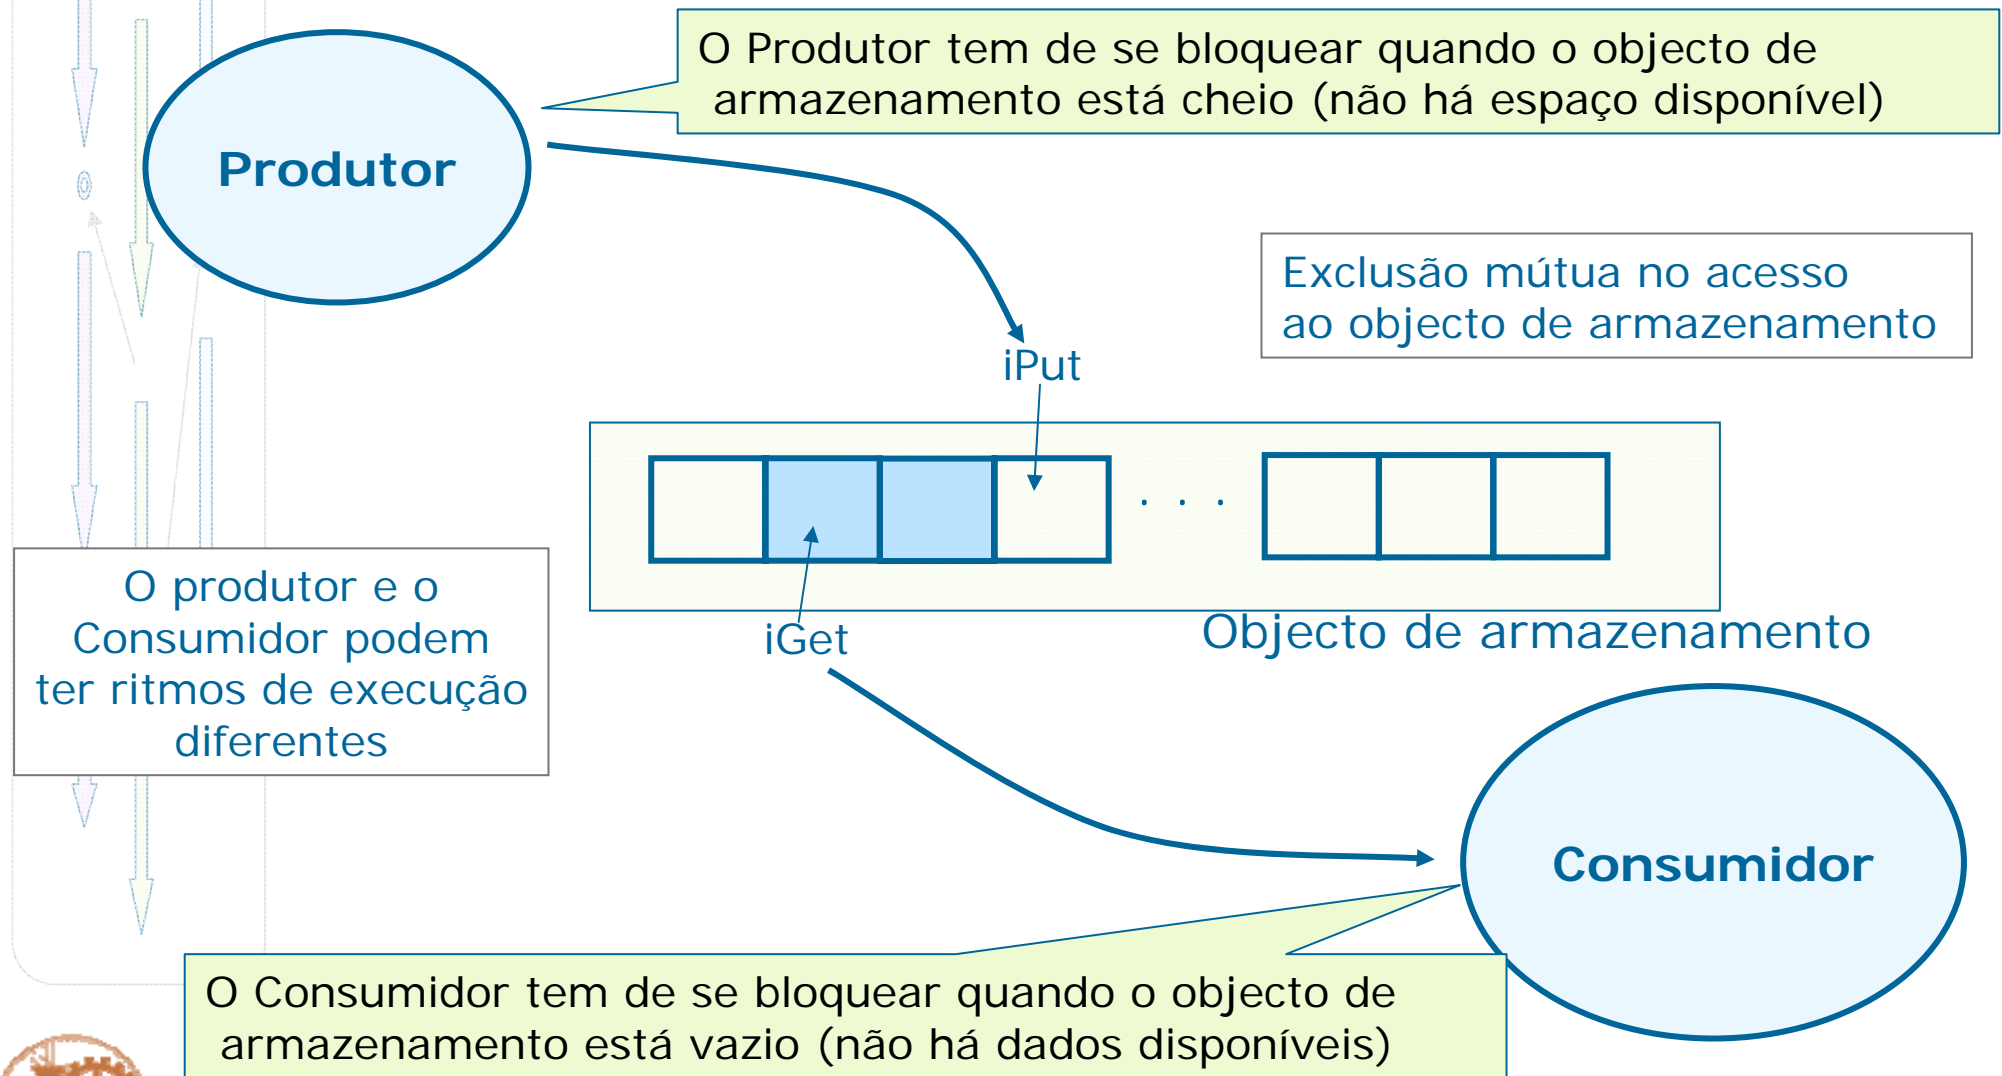 O Produtor tem de se bloquear quando o objecto de
armazenamento está cheio (não há espaço disponível)
Produtor
Exclusão mútua no acesso
ao objecto de armazenamento
iPut
. . .
O produtor e o
Consumidor podem
ter ritmos de execução
diferentes
iGet
Objecto de armazenamento
Consumidor
O Consumidor tem de se bloquear quando o objecto de
armazenamento está vazio (não há dados disponíveis)